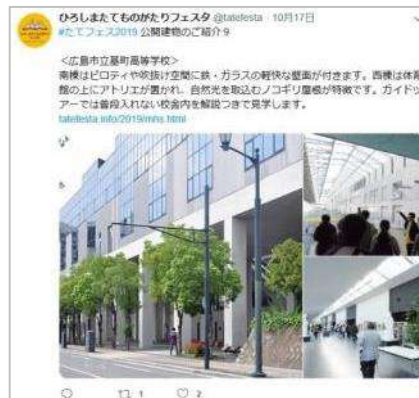 ひろしまたてものがたりフェスタ @tatefesta · 10月17日
#たてフェス2019 公開建物のご紹介9
<広島市立基町高等学校>
南棟はピロティや吹抜け空間に鉄・ガラスの軽快な壁面が付きます。西棟は体育
館の上にアトリエが置かれ、自然光を取込むノコギリ屋根が特徴です。ガイドツ
アーでは普段入れない校舎内を解説つきで見学します。
tatefesta.info/2019/mhs.html
1 2